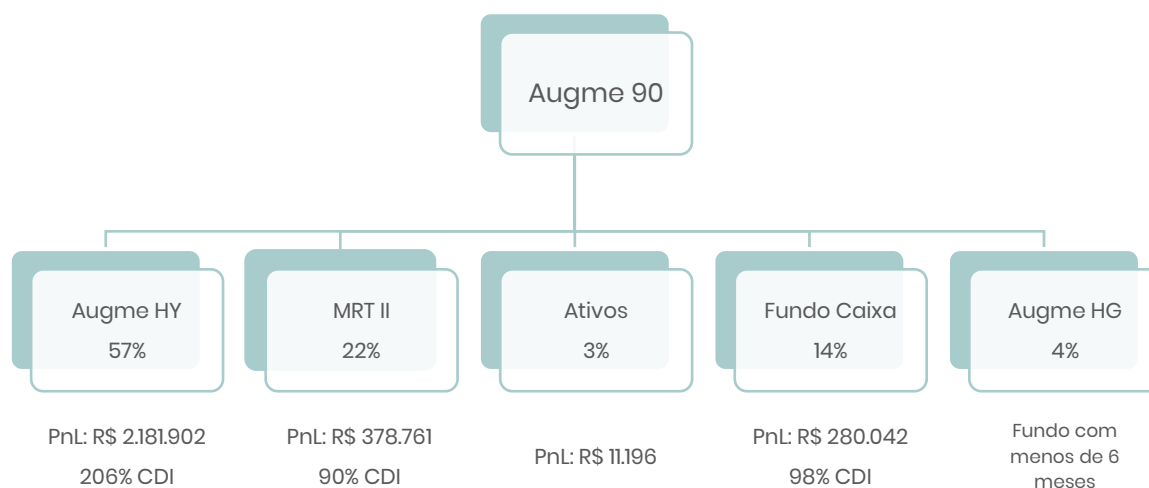 Augme 90
Augme HY
57%
MRT II
22%
Ativos
3%
Fundo Caixa
14%
Augme HG
4%
PnL: R$ 2.181.902
206% CDI
PnL: R$ 378.761
90% CDI
PnL: R$ 11.196
PnL: R$ 280.042
98% CDI
Fundo com
menos de 6
meses